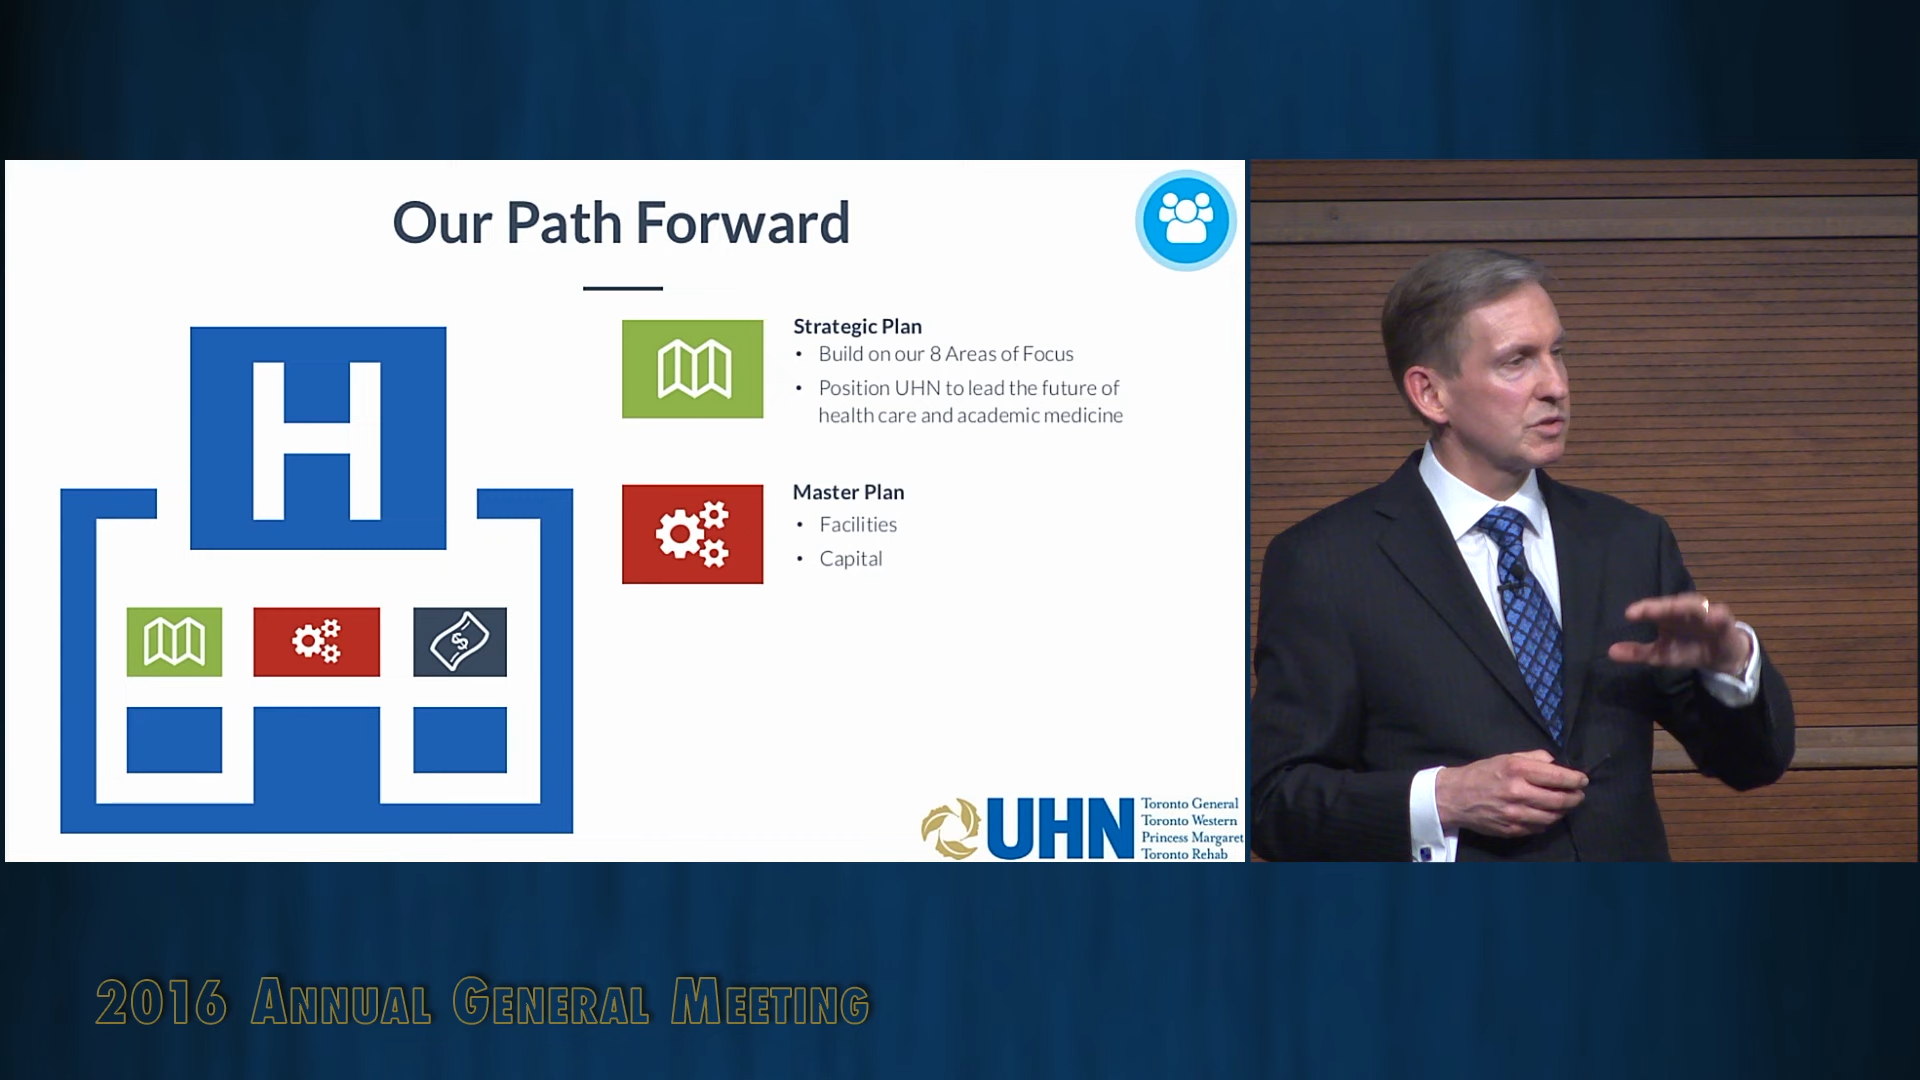 Our Path Forward
H
Strategic Plan
• Build on our 8 Areas of Focus
• Position UHN to lead the future of
health care and academic medicine
Master Plan
• Facilities
• Capital
$
UHN
Toronto General
Toronto Western
Princess Margaret
Toronto Rehab
2016 Annual General Meeting